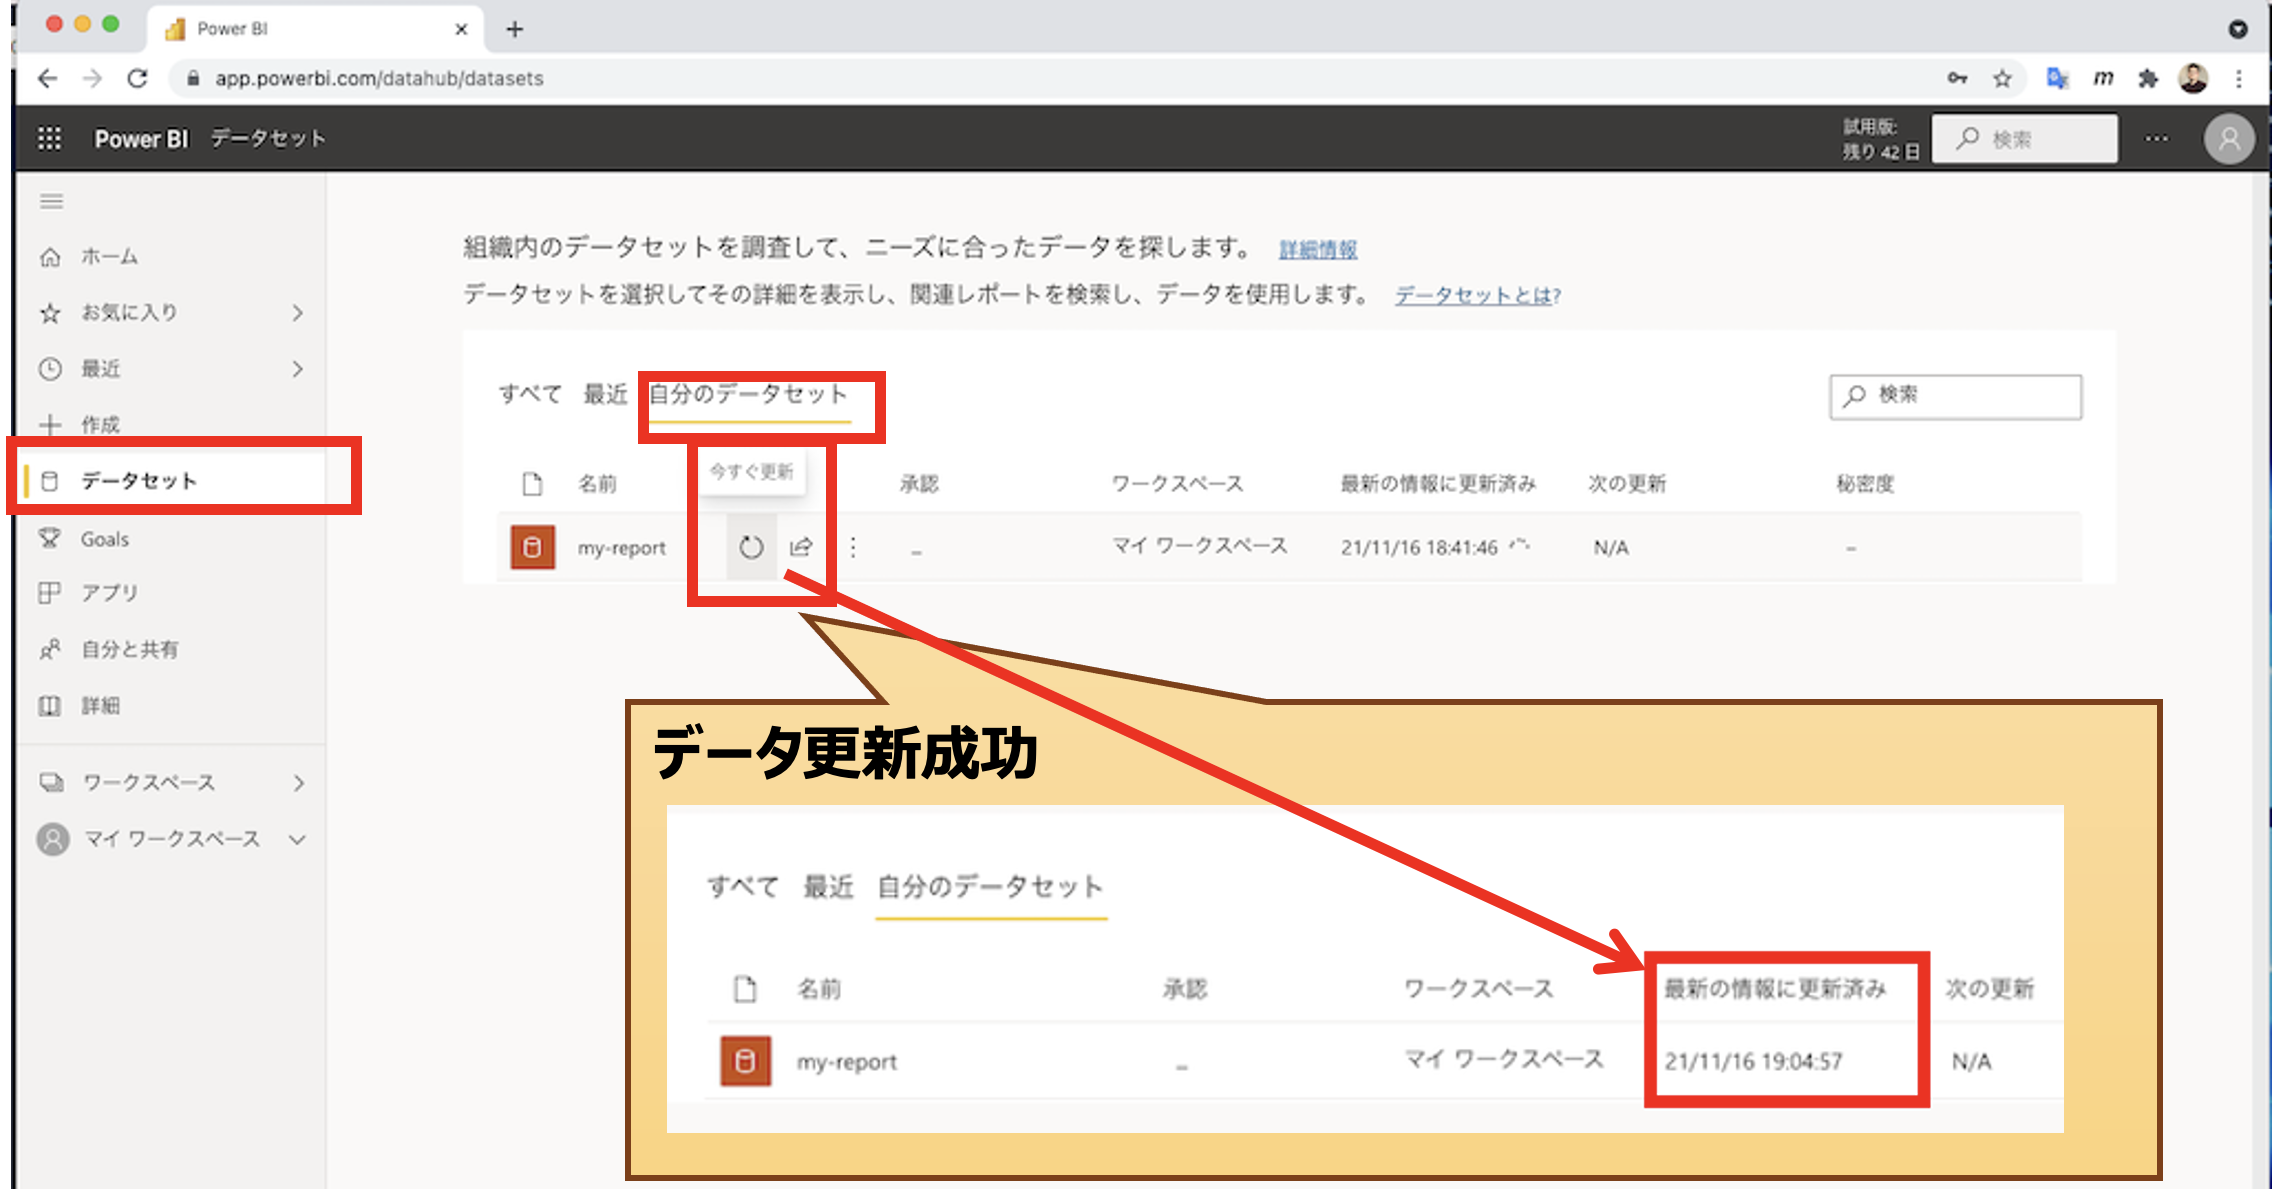 Power BI
app.powerbi.com/datahub/datasets
m
Power BI データセット
試用版:
残り 42 日
検索
ホーム
お気に入り
最近
作成
データセット
Goals
アプリ
自分と共有
詳細
ワークスペース
マイ ワークスペース
組織内のデータセットを調査して、ニーズに合ったデータを探します。 詳細情報
データセットを選択してその詳細を表示し、関連レポートを検索し、データを使用します。 データセットとは?
すべて 最近 自分のデータセット
検索
今すぐ更新
名前 承認 ワークスペース 最新の情報に更新済み 次の更新 秘密度
my-report – マイ ワークスペース 21/11/16 18:41:46 N/A –
データ更新成功
すべて 最近 自分のデータセット
名前 承認 ワークスペース 最新の情報に更新済み 次の更新
my-report – マイ ワークスペース 21/11/16 19:04:57 N/A